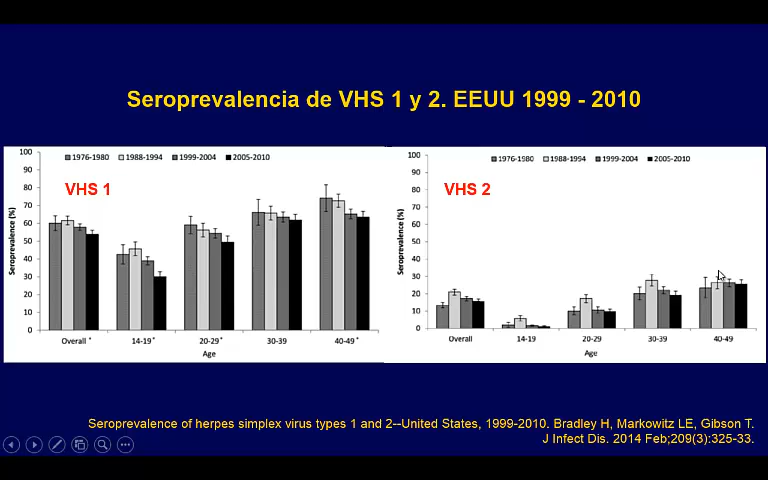 Seroprevalencia de VHS 1 y 2. EEUU 1999 - 2010
1976-1980 1988-1994 1999-2004 2005-2010
VHS 1
Seroprevalence (%)
100
90
80
70
60
50
40
30
20
10
0
Overall * 14-19* 20-29* 30-39 40-49*
Age
1976-1980 1988-1994 1999-2004 2005-2010
VHS 2
Seroprevalence (%)
100
90
80
70
60
50
40
30
20
10
0
Overall 14-19 20-29 30-39 40-49
Age
Seroprevalence of herpes simplex virus types 1 and 2--United States, 1999-2010. Bradley H, Markowitz LE, Gibson T.
J Infect Dis. 2014 Feb;209(3):325-33.